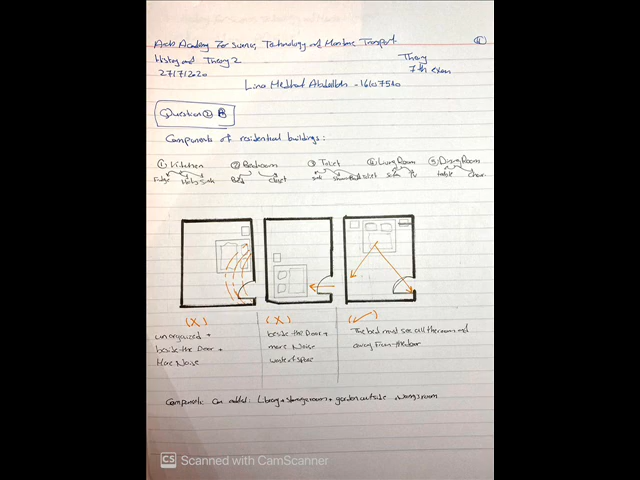 Arab Academy For Science, Technology and Maritime Transport
History and Theory 2
Theory
27/7/2020
7th exam
Lina Abdallah - 16107510
Question B
Components of residential buildings:
① Kitchen ② Bedroom ③ Toilet ④ Living Room ⑤ Dining Room
Fridge Sink Bed closet Sink toilet Sofa TV table Chair
(X) (X) (✓)
unorganized +
beside the Door +
More Noise
beside the Door +
more Noise
waste of space
The bed must see all the room and
away From the door
Components Can added: Library + storage room + garden outside
CS Scanned with CamScanner